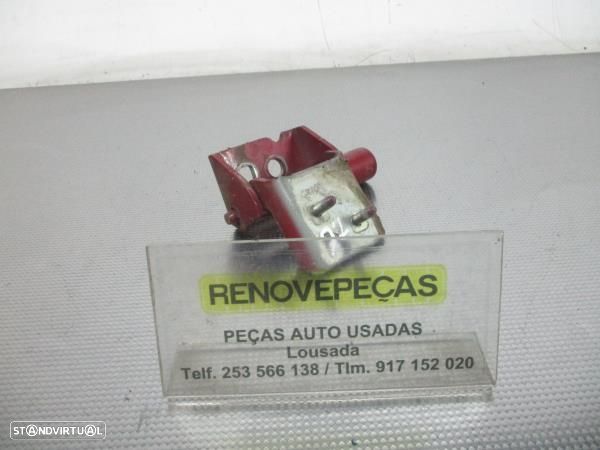 RENOVEPEÇAS
PEÇAS AUTO USADAS
Lousada
Telf. 253 566 138 / Tlm. 917 152 020
STANDVIRTUAL